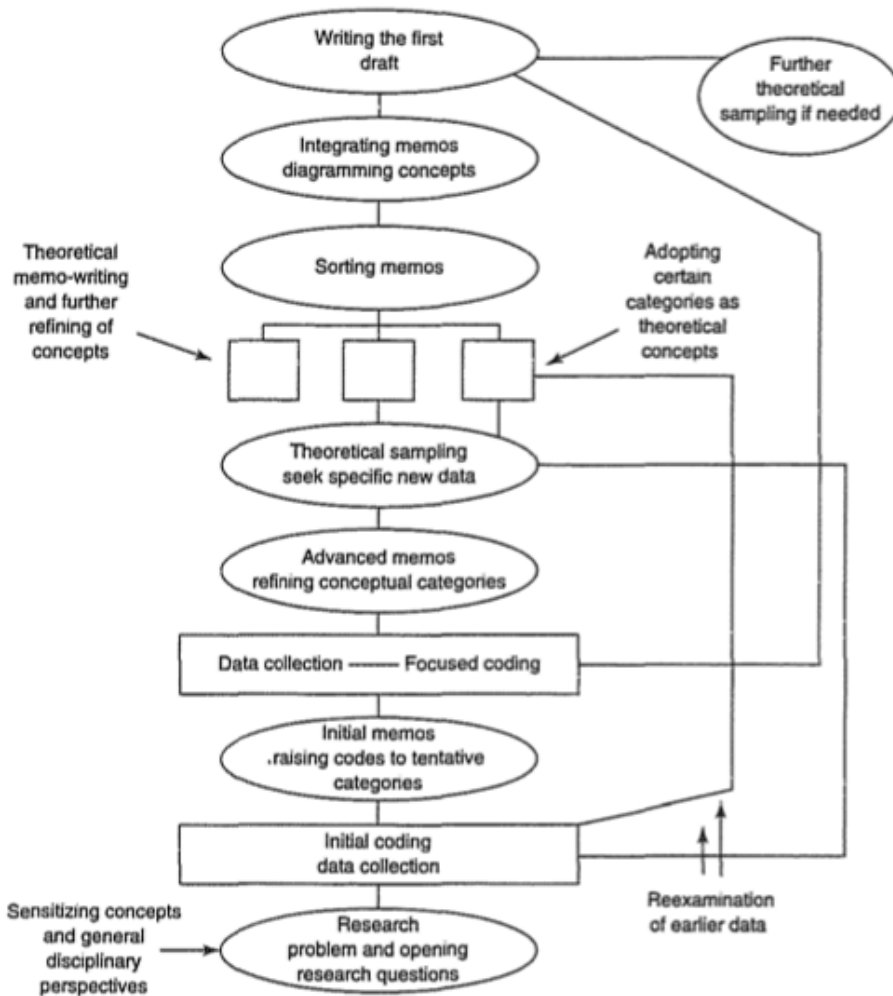 Writing the first
draft
Further
theoretical
sampling if needed
Integrating memos
diagramming concepts
Theoretical
memo-writing
and further
refining of
concepts
Sorting memos
Adopting
certain
categories as
theoretical
concepts
Theoretical sampling
seek specific new data
Advanced memos
refining conceptual categories
Data collection ------- Focused coding
Initial memos
.raising codes to tentative
categories
Initial coding
data collection
Reexamination
of earlier data
Sensitizing concepts
and general
disciplinary
perspectives
Research
problem and opening
research questions